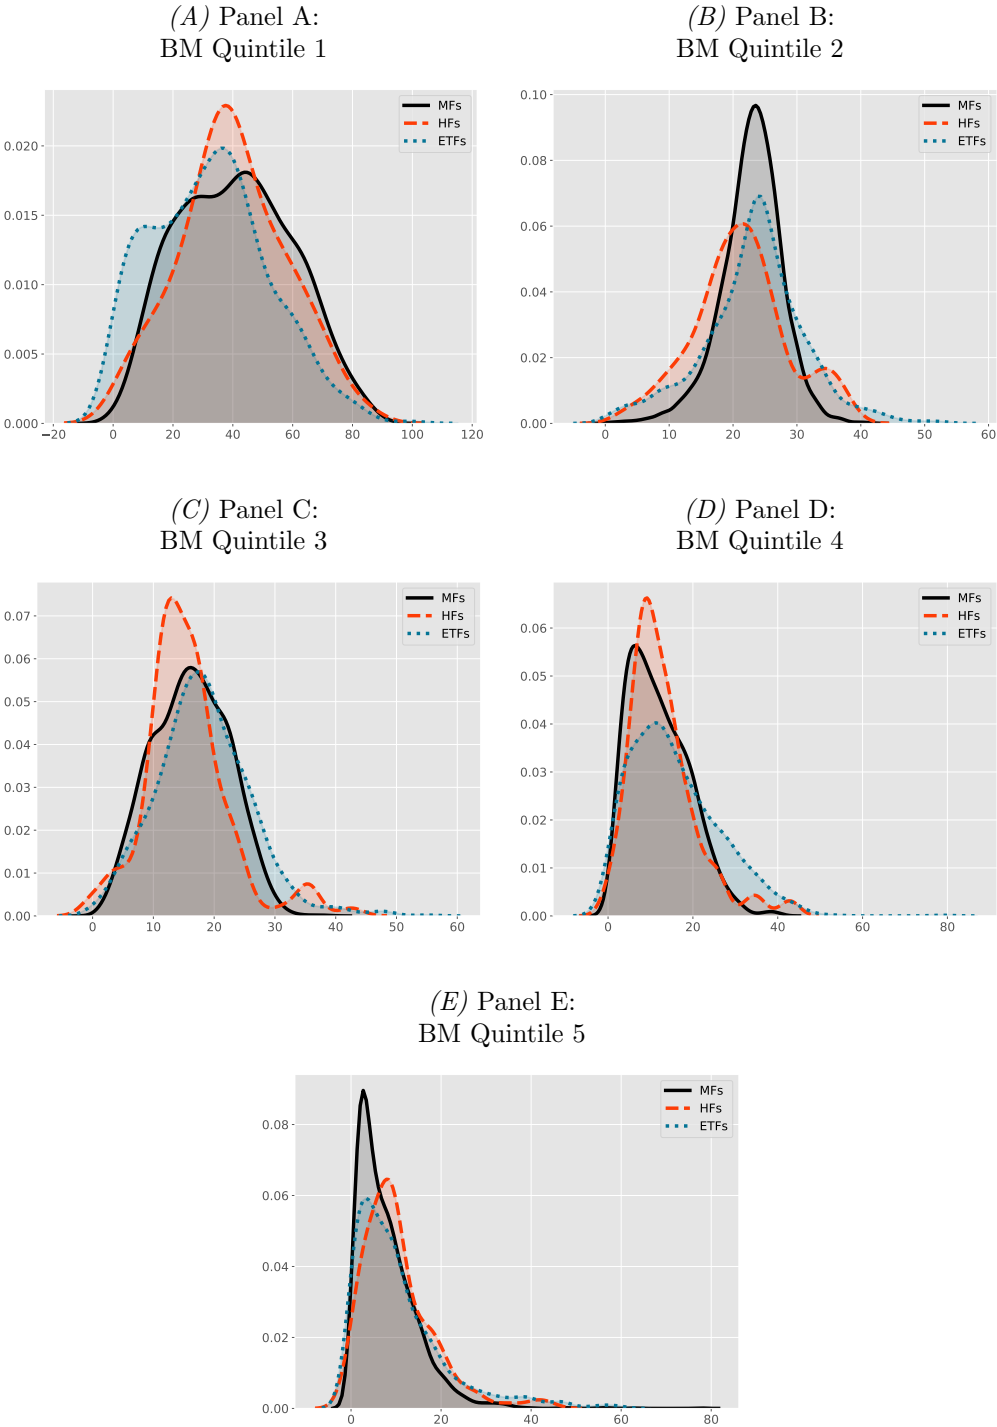 (A) Panel A:
BM Quintile 1
(B) Panel B:
BM Quintile 2
MFs
HFs
ETFs
0.020
0.015
0.010
0.005
0.000
−20 0 20 40 60 80 100 120
MFs
HFs
ETFs
0.10
0.08
0.06
0.04
0.02
0.00
0 10 20 30 40 50 60
(C) Panel C:
BM Quintile 3
(D) Panel D:
BM Quintile 4
MFs
HFs
ETFs
0.07
0.06
0.05
0.04
0.03
0.02
0.01
0.00
0 10 20 30 40 50 60
MFs
HFs
ETFs
0.06
0.05
0.04
0.03
0.02
0.01
0.00
0 20 40 60 80
(E) Panel E:
BM Quintile 5
MFs
HFs
ETFs
0.08
0.06
0.04
0.02
0.00
0 20 40 60 80